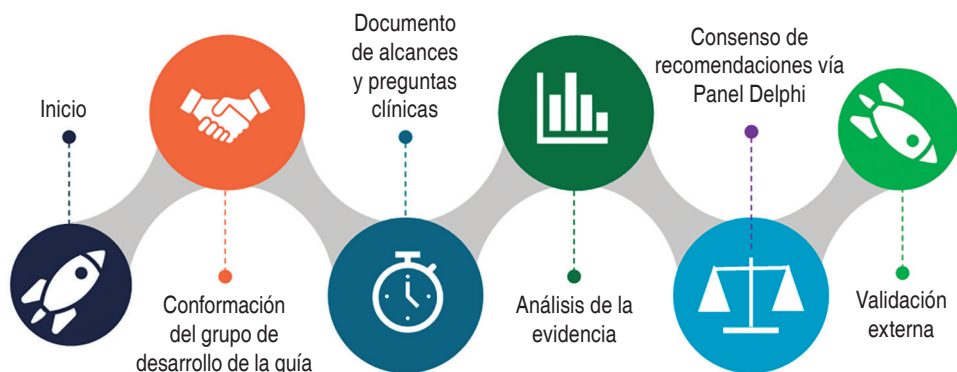 Inicio
Conformación
del grupo de
desarrollo de la guía
Documento
de alcances
y preguntas
clínicas
Análisis de la
evidencia
Consenso de
recomendaciones vía
Panel Delphi
Validación
externa